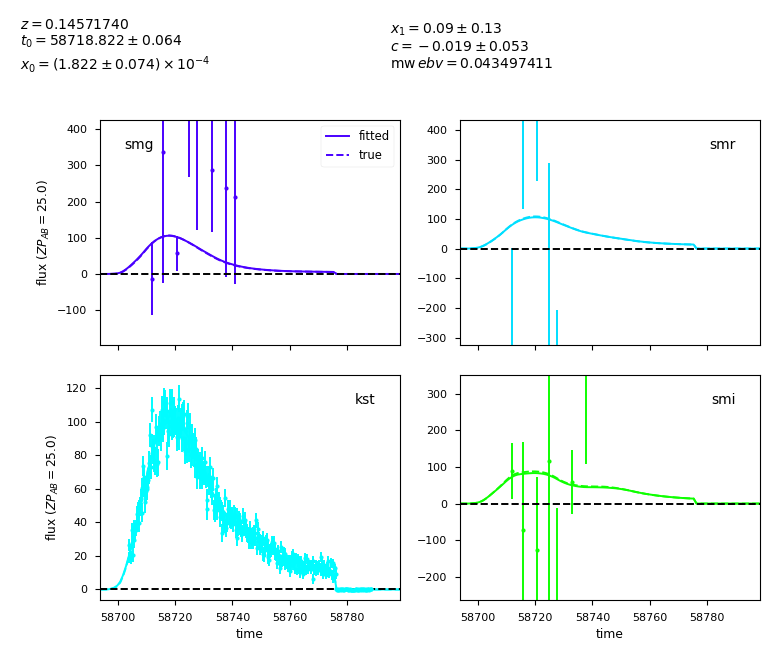 z = 0.14571740
t₀ = 58718.822 ± 0.064
x₀ = (1.822 ± 0.074) × 10⁻⁴
x₁ = 0.09 ± 0.13
c = −0.019 ± 0.053
mw ebv = 0.043497411
smg
fitted
true
400
300
200
100
0
−100
flux (ZP_AB = 25.0)
smr
400
300
200
100
0
−100
−200
−300
kst
120
100
80
60
40
20
0
flux (ZP_AB = 25.0)
58700 58720 58740 58760 58780
time
smi
300
200
100
0
−100
−200
58700 58720 58740 58760 58780
time